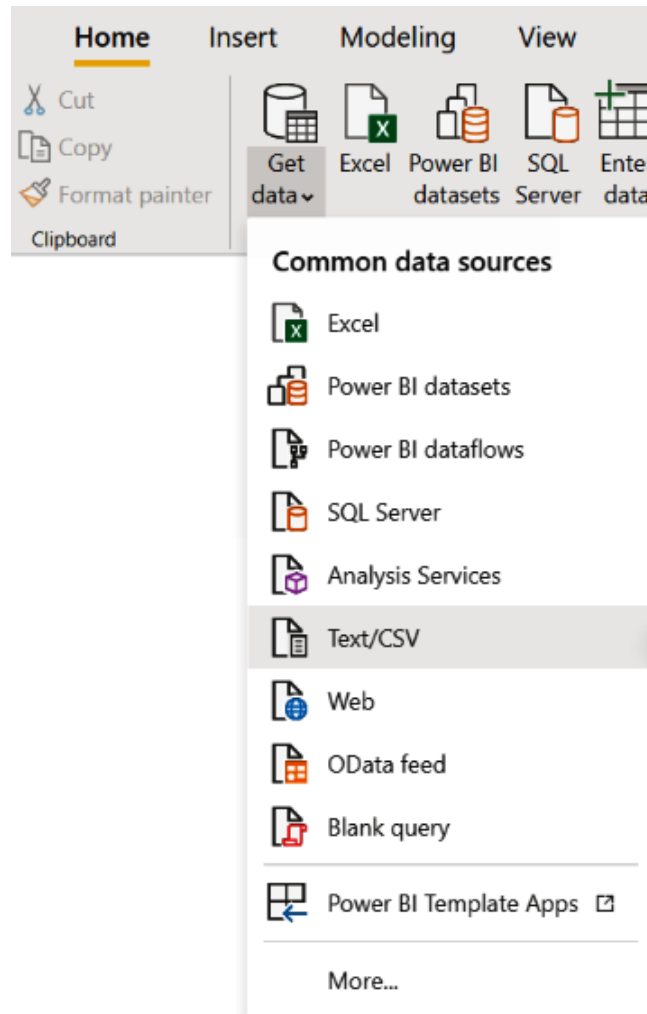 Home Insert Modeling View
Cut
Copy
Format painter
Clipboard
Get data
Excel
Power BI datasets
SQL Server
data
Common data sources
Excel
Power BI datasets
Power BI dataflows
SQL Server
Analysis Services
Text/CSV
Web
OData feed
Blank query
Power BI Template Apps
More...